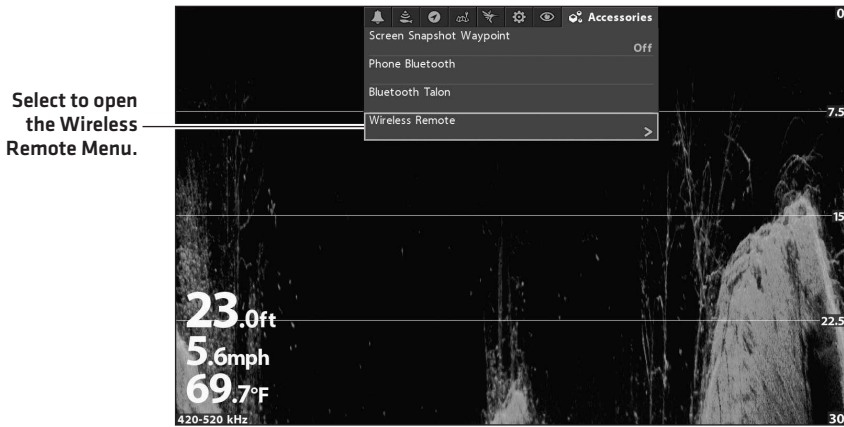 Accessories
0
Screen Snapshot Waypoint
Off
Phone Bluetooth
Bluetooth Talon
Wireless Remote
>
Select to open
the Wireless
Remote Menu.
7.5
15
22.5
30
23.0ft
5.6mph
69.7°F
420-520 kHz